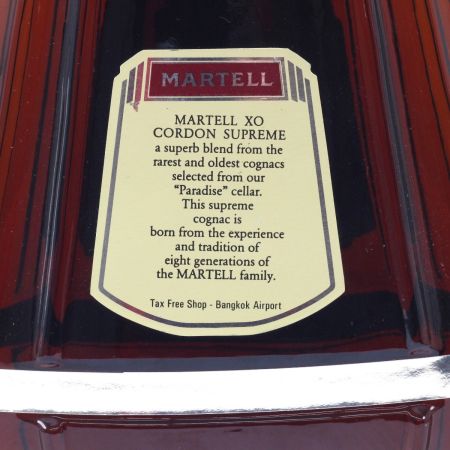 MARTELL
MARTELL XO
CORDON SUPREME
a superb blend from the
rarest and oldest cognacs
selected from our
“Paradise” cellar.
This supreme
cognac is
born from the experience
and tradition of
eight generations of
the MARTELL family.
Tax Free Shop - Bangkok Airport